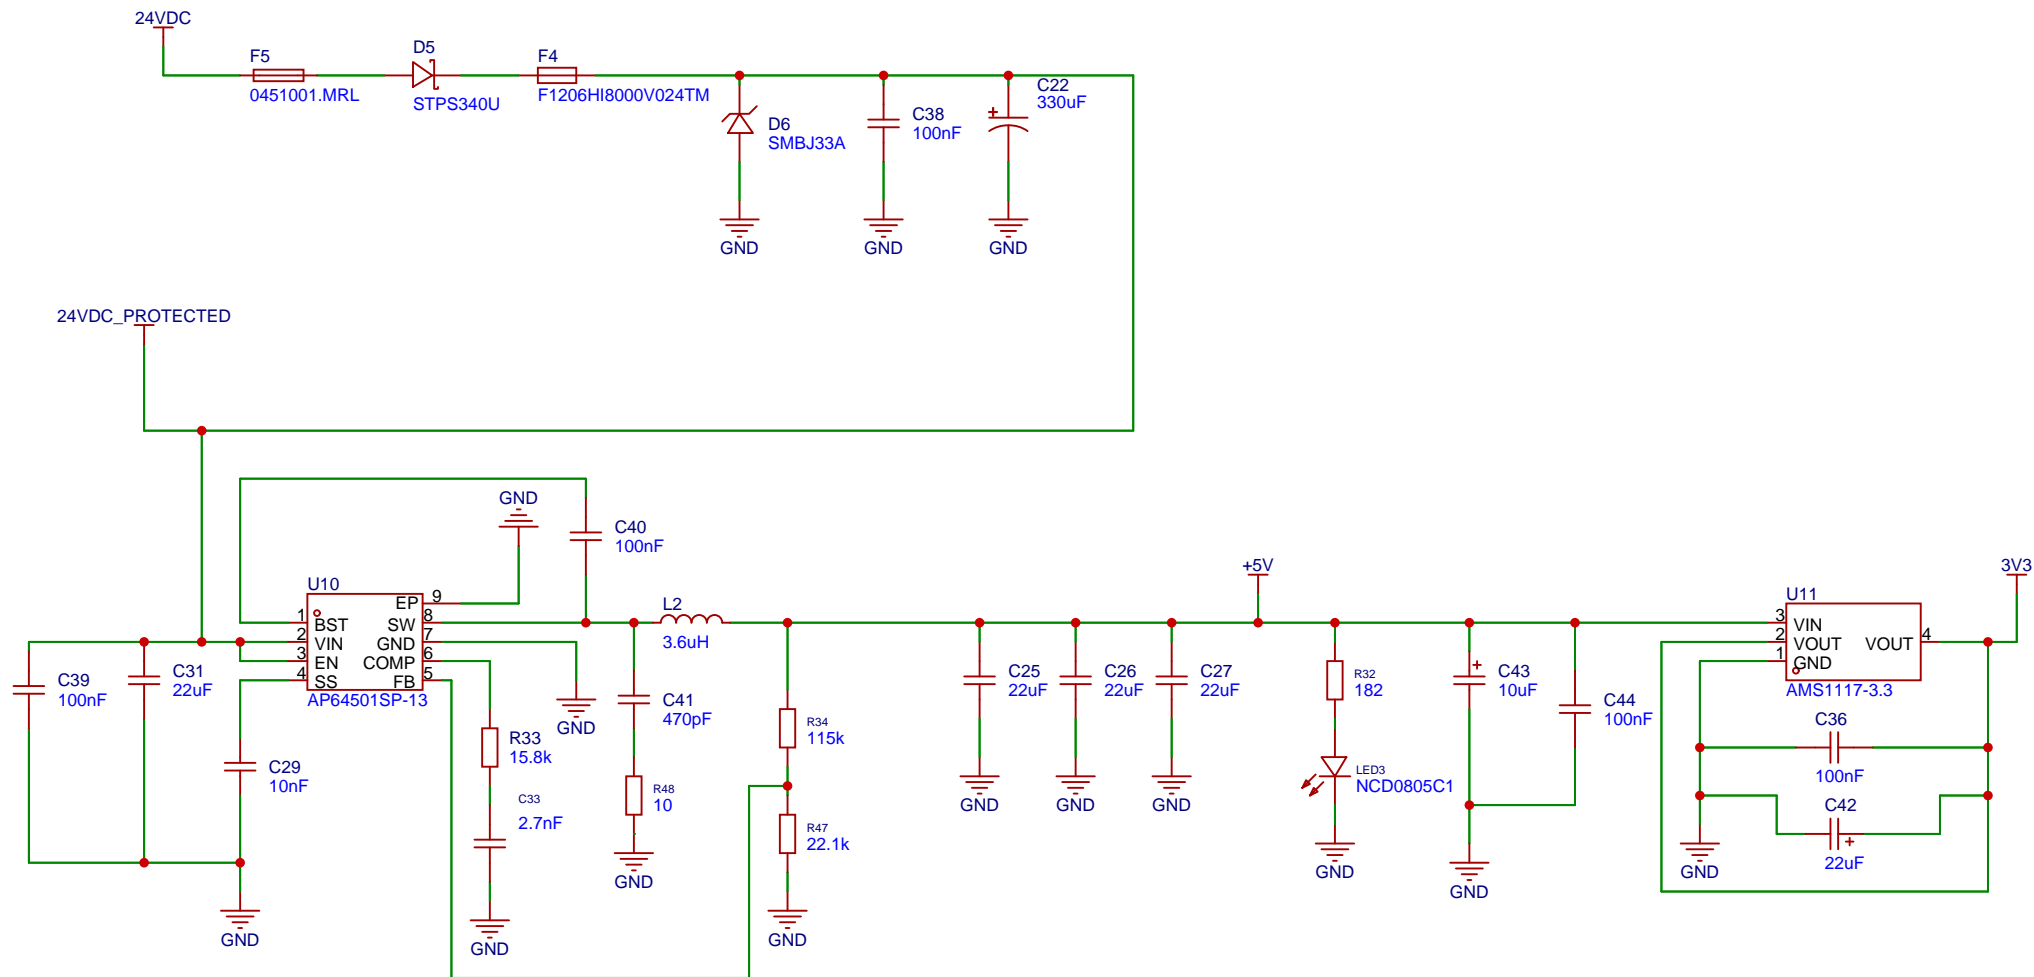 24VDC
F5
0451001.MRL
D5
STPS340U
F4
F1206HI8000V024TM
D6
SMBJ33A
C38
100nF
C22
330uF
+
GND
GND
GND
24VDC_PROTECTED
GND
C40
100nF
U10
1
BST
2
VIN
3
EN
4
SS
EP
9
SW
8
GND
7
COMP
6
FB
5
AP64501SP-13
C39
100nF
C31
22uF
C29
10nF
GND
R33
15.8k
C33
2.7nF
GND
GND
C41
470pF
R48
10
GND
L2
3.6uH
R34
115k
R47
22.1k
GND
C25
22uF
GND
C26
22uF
GND
C27
22uF
GND
+5V
R32
182
LED3
NCD0805C1
GND
+
C43
10uF
GND
C44
100nF
U11
3
VIN
2
VOUT
1
GND
VOUT
4
AMS1117-3.3
3V3
C36
100nF
C42
+
22uF
GND